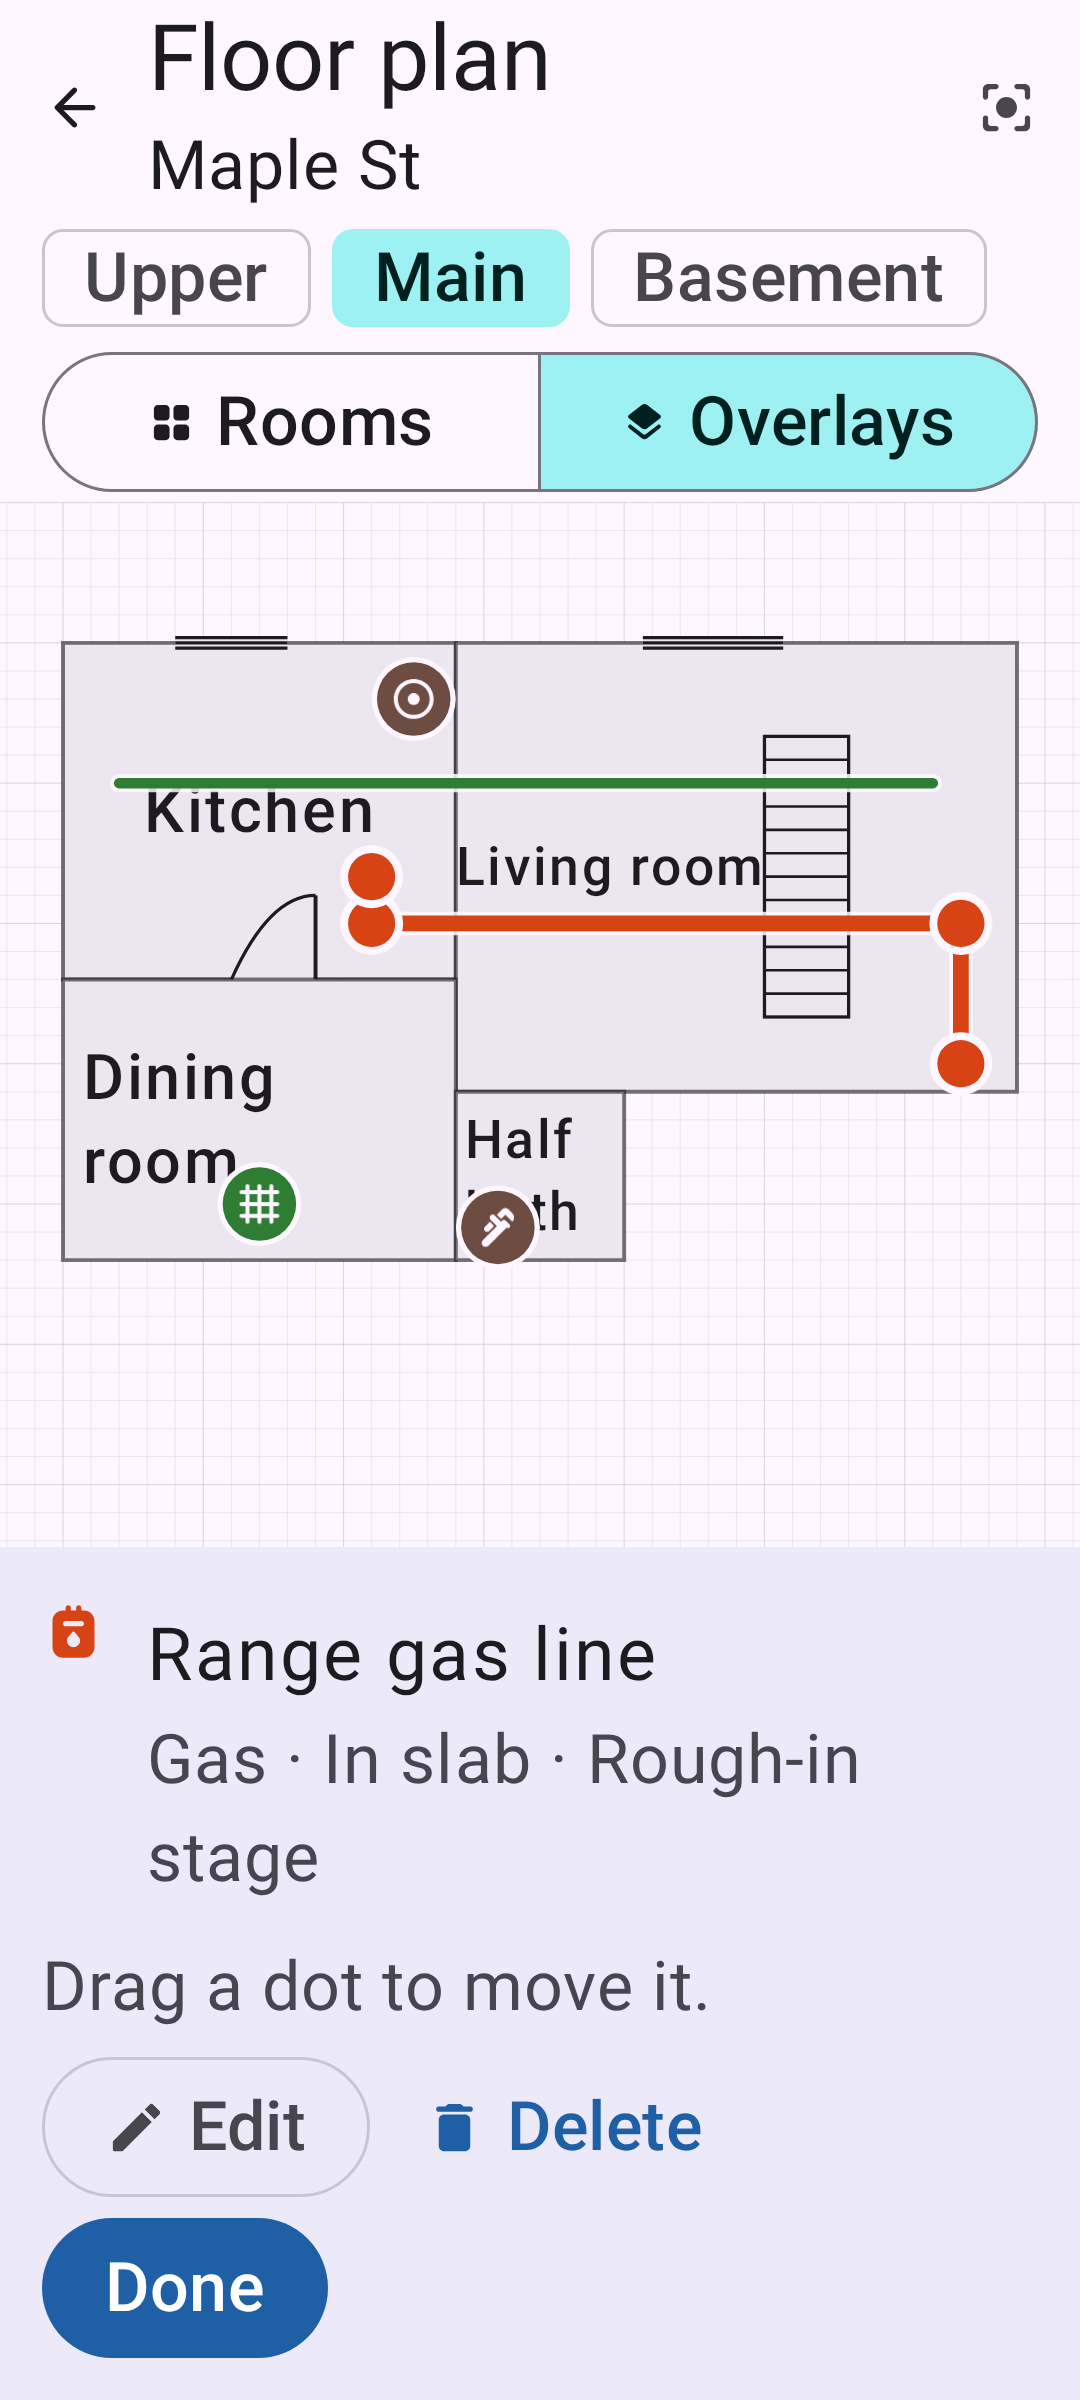 Floor plan
Maple St
Upper
Main
Basement
Rooms
Overlays
Kitchen
Living room
Dining
room
Half
Range gas line
Gas · In slab · Rough-in
stage
Drag a dot to move it.
Edit
Delete
Done